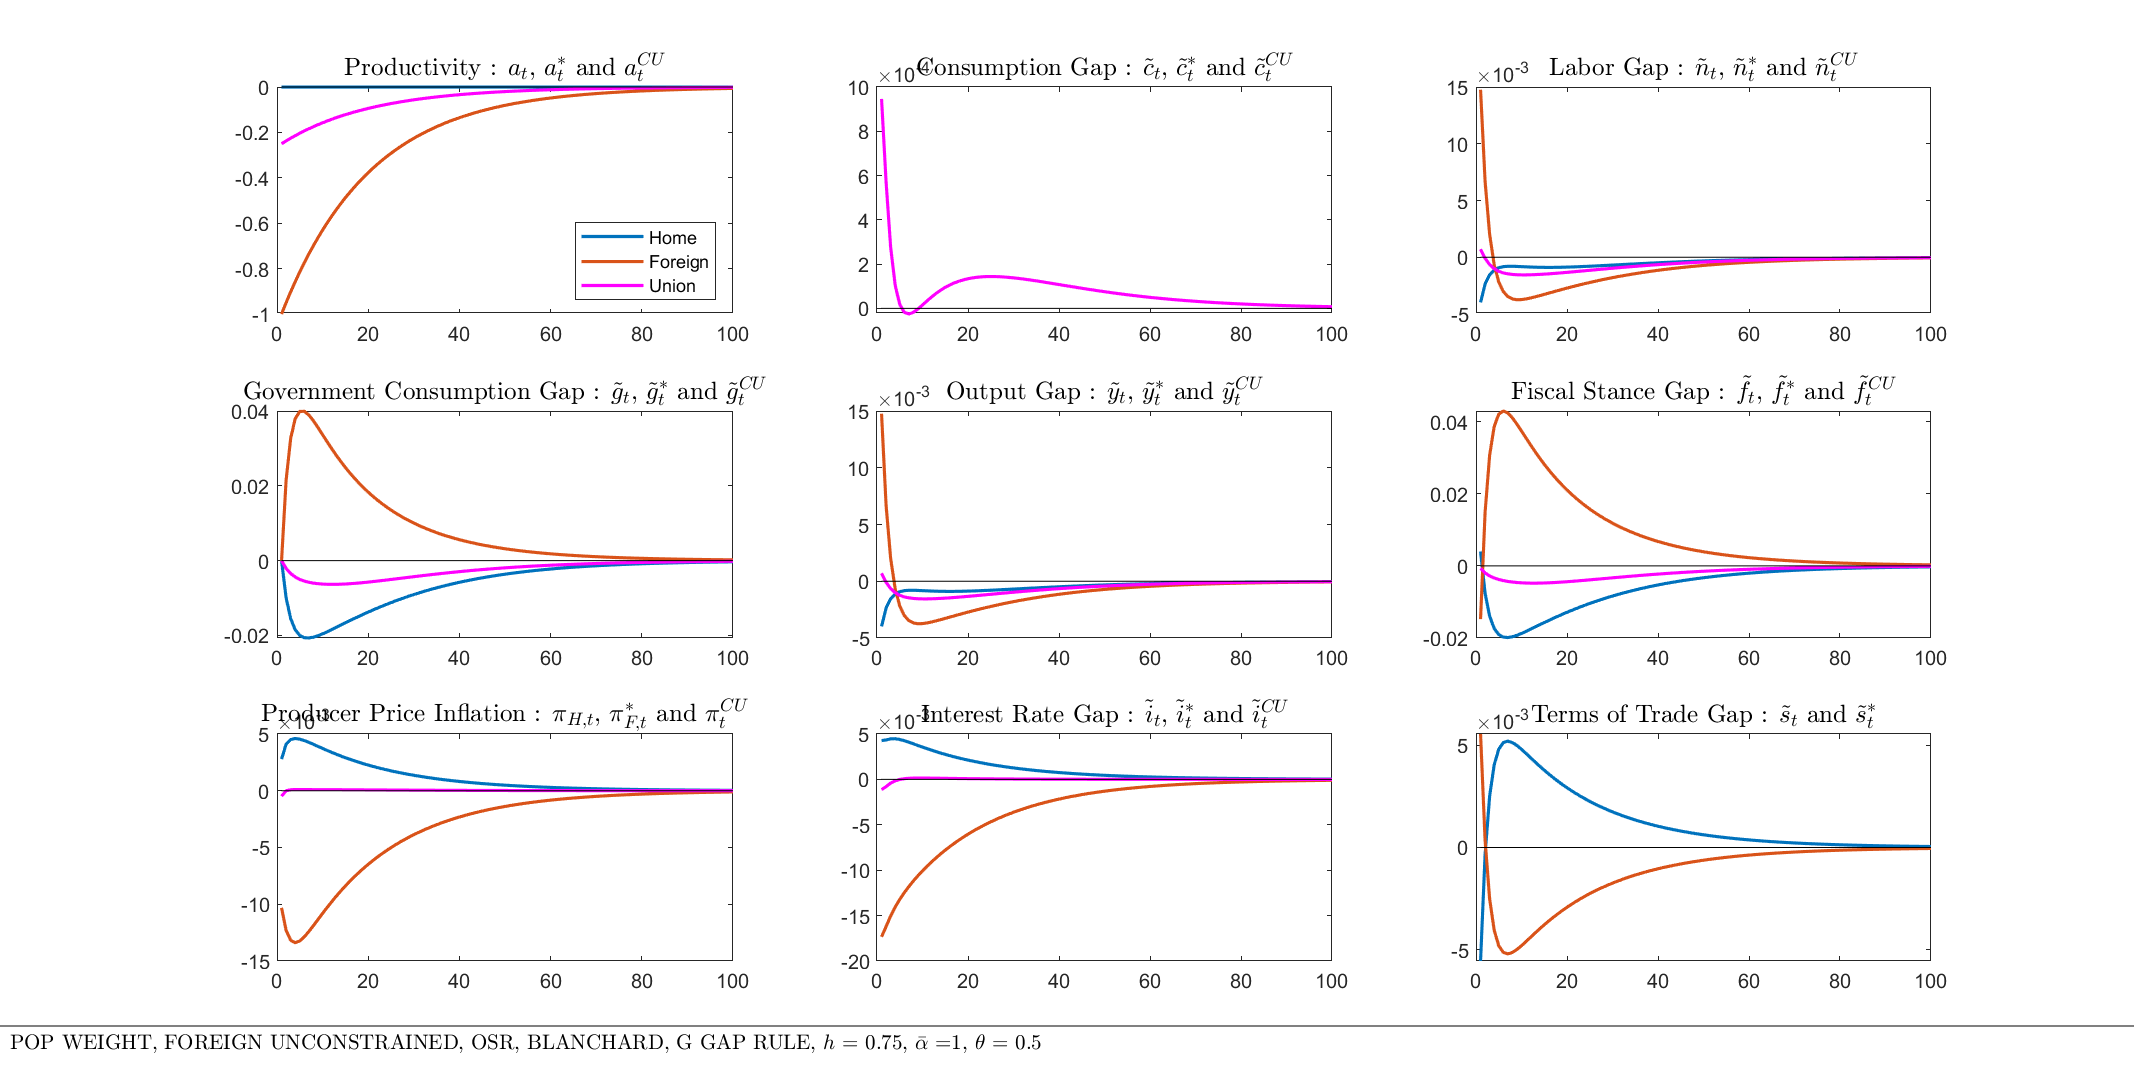 Productivity : a_t, a_t^* and a_t^{CU}
0
-0.2
-0.4
-0.6
-0.8
-1
0 20 40 60 80 100
Home
Foreign
Union
×10^{-4}
Consumption Gap : c̃_t, c̃_t^* and c̃_t^{CU}
10
8
6
4
2
0
0 20 40 60 80 100
×10^{-3}
Labor Gap : ñ_t, ñ_t^* and ñ_t^{CU}
15
10
5
0
-5
0 20 40 60 80 100
Government Consumption Gap : g̃_t, g̃_t^* and g̃_t^{CU}
0.04
0.02
0
-0.02
0 20 40 60 80 100
×10^{-3}
Output Gap : ỹ_t, ỹ_t^* and ỹ_t^{CU}
15
10
5
0
-5
0 20 40 60 80 100
Fiscal Stance Gap : f̃_t, f̃_t^* and f̃_t^{CU}
0.04
0.02
0
-0.02
0 20 40 60 80 100
×10^{-3}
Producer Price Inflation : π_{H,t}, π_{F,t}^* and π_t^{CU}
5
0
-5
-10
-15
0 20 40 60 80 100
×10^{-3}
Interest Rate Gap : ĩ_t, ĩ_t^* and ĩ_t^{CU}
5
0
-5
-10
-15
-20
0 20 40 60 80 100
×10^{-3}
Terms of Trade Gap : s̃_t and s̃_t^*
5
0
-5
0 20 40 60 80 100
POP WEIGHT, FOREIGN UNCONSTRAINED, OSR, BLANCHARD, G GAP RULE, h = 0.75, ᾱ =1, θ = 0.5